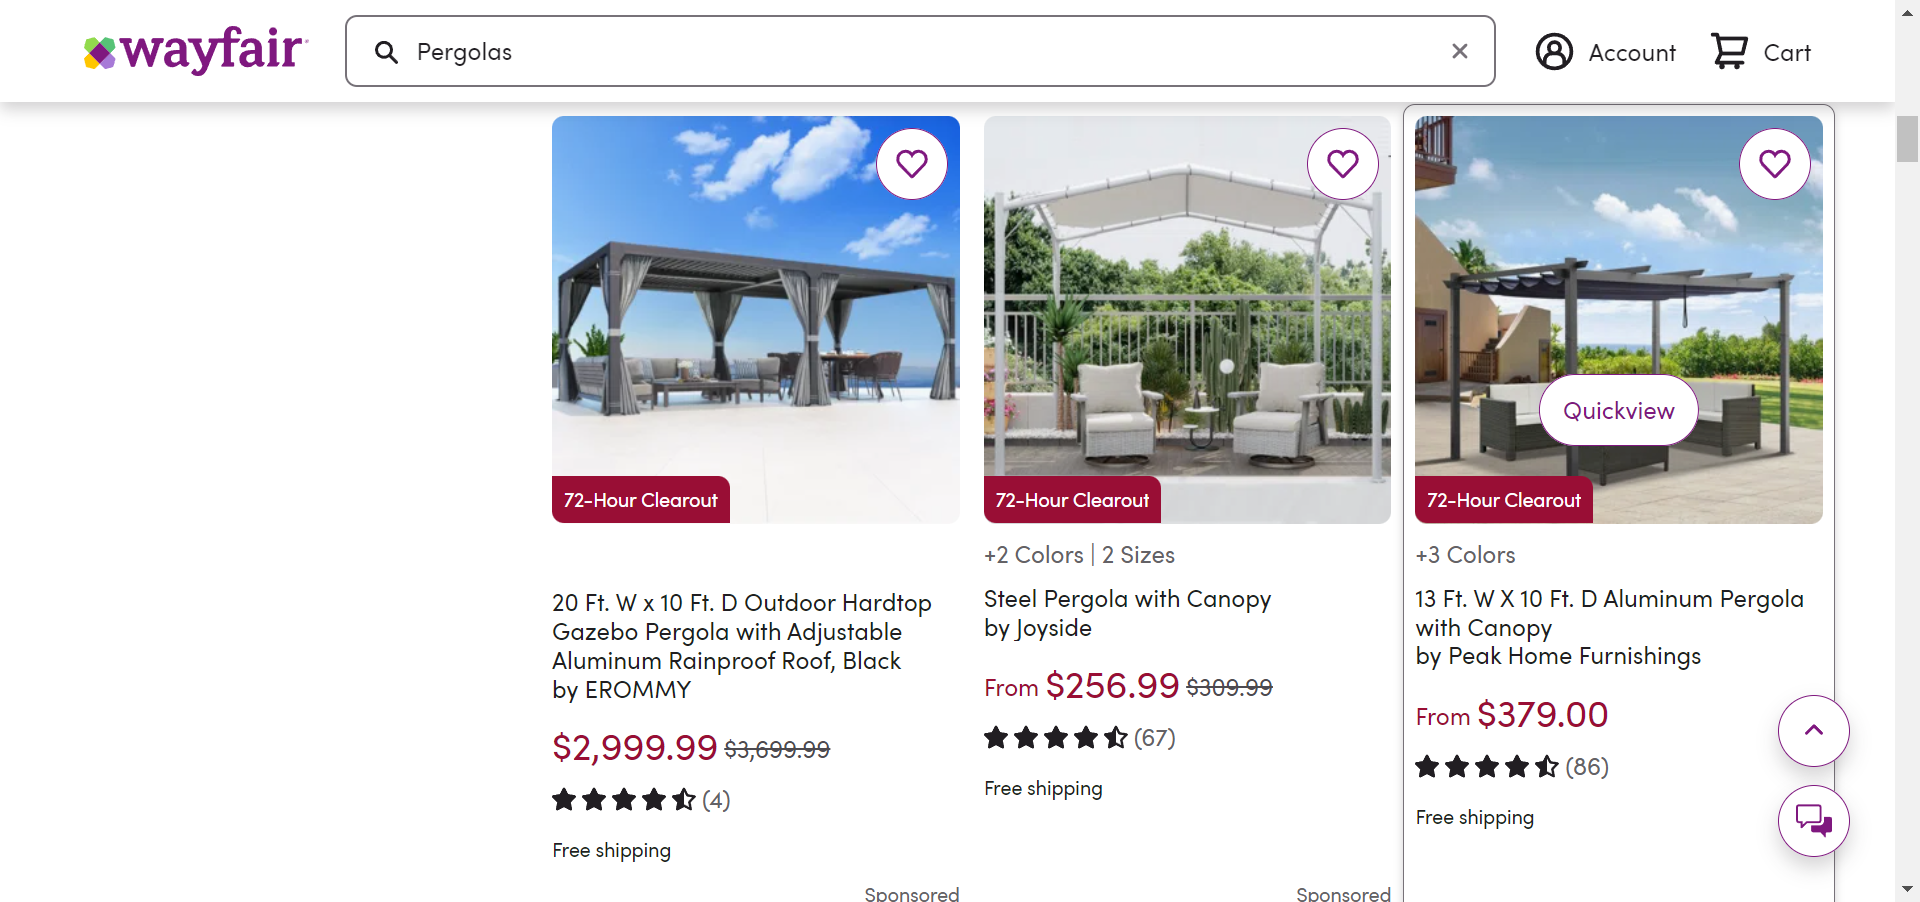 wayfair
Pergolas
Account
Cart
72-Hour Clearout
20 Ft. W x 10 Ft. D Outdoor Hardtop
Gazebo Pergola with Adjustable
Aluminum Rainproof Roof, Black
by EROMMY
$2,999.99 $3,699.99
(4)
Free shipping
Sponsored
72-Hour Clearout
+2 Colors | 2 Sizes
Steel Pergola with Canopy
by Joyside
From $256.99 $309.99
(67)
Free shipping
Sponsored
Quickview
72-Hour Clearout
+3 Colors
13 Ft. W X 10 Ft. D Aluminum Pergola
with Canopy
by Peak Home Furnishings
From $379.00
(86)
Free shipping